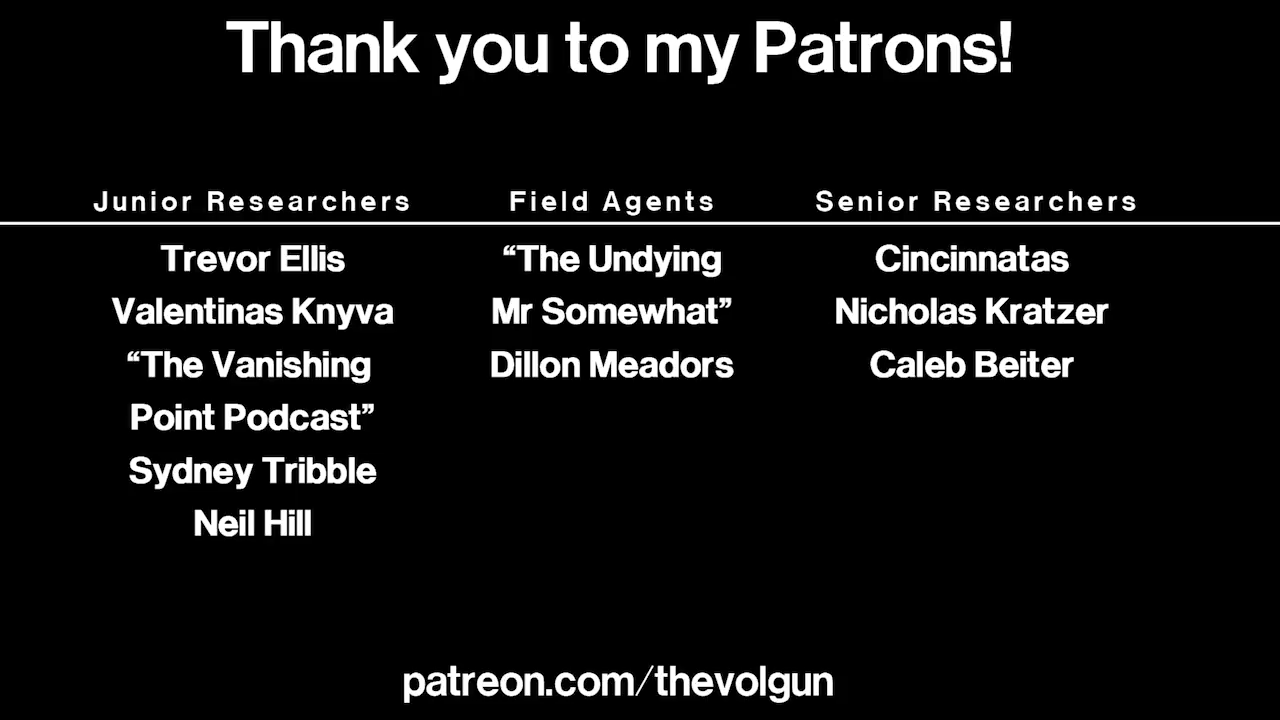 Thank you to my Patrons!
Junior Researchers
Trevor Ellis
Valentinas Knyva
“The Vanishing
Point Podcast”
Sydney Tribble
Neil Hill
Field Agents
“The Undying
Mr Somewhat”
Dillon Meadors
Senior Researchers
Cincinnatas
Nicholas Kratzer
Caleb Beiter
patreon.com/thevolgun